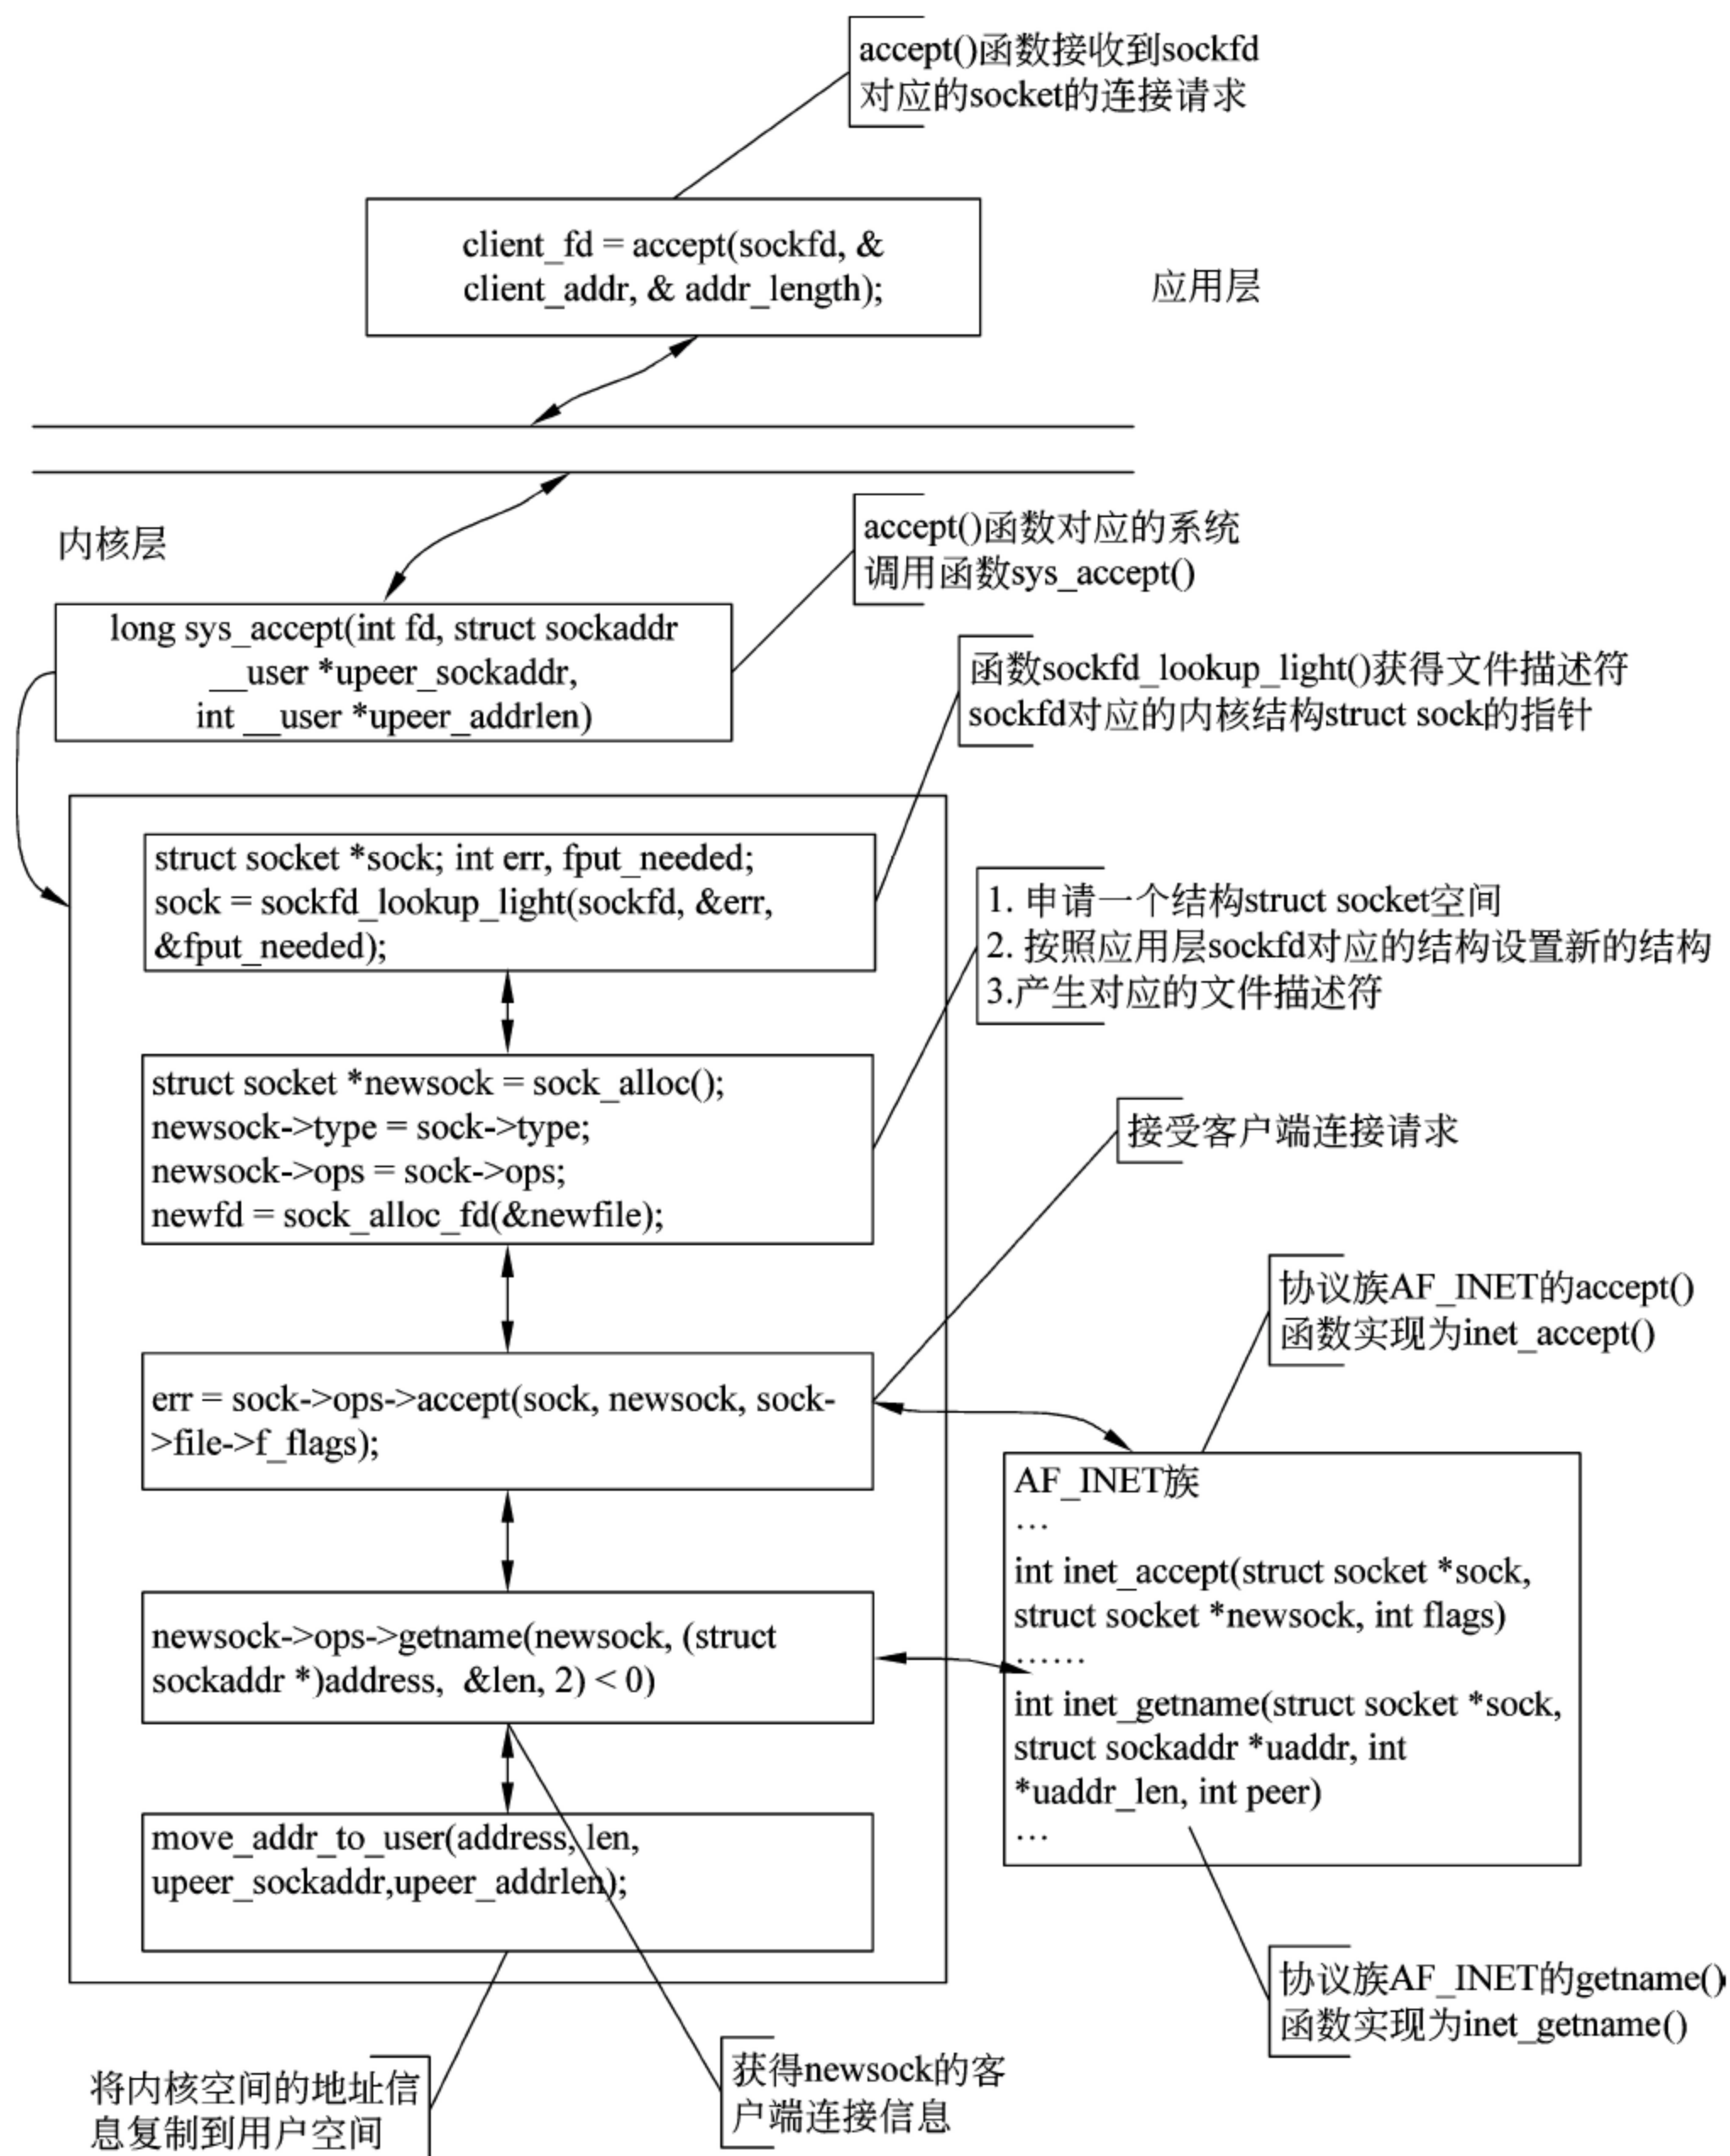 accept()函数接收到sockfd
对应的socket的连接请求
client_fd = accept(sockfd, &
client_addr, & addr_length);
应用层
内核层
accept()函数对应的系统
调用函数sys_accept()
long sys_accept(int fd, struct sockaddr
__user *upeer_sockaddr,
int __user *upeer_addrlen)
函数sockfd_lookup_light()获得文件描述符
sockfd对应的内核结构struct sock的指针
struct socket *sock; int err, fput_needed;
sock = sockfd_lookup_light(sockfd, &err,
&fput_needed);
1. 申请一个结构struct socket空间
2. 按照应用层sockfd对应的结构设置新的结构
3.产生对应的文件描述符
struct socket *newsock = sock_alloc();
newsock->type = sock->type;
newsock->ops = sock->ops;
newfd = sock_alloc_fd(&newfile);
接受客户端连接请求
协议族AF_INET的accept()
函数实现为inet_accept()
err = sock->ops->accept(sock, newsock, sock-
>file->f_flags);
AF_INET族
…
int inet_accept(struct socket *sock,
struct socket *newsock, int flags)
……
int inet_getname(struct socket *sock,
struct sockaddr *uaddr, int
*uaddr_len, int peer)
…
newsock->ops->getname(newsock, (struct
sockaddr *)address, &len, 2) < 0)
move_addr_to_user(address, len,
upeer_sockaddr,upeer_addrlen);
协议族AF_INET的getname()
函数实现为inet_getname()
将内核空间的地址信
息复制到用户空间
获得newsock的客
户端连接信息